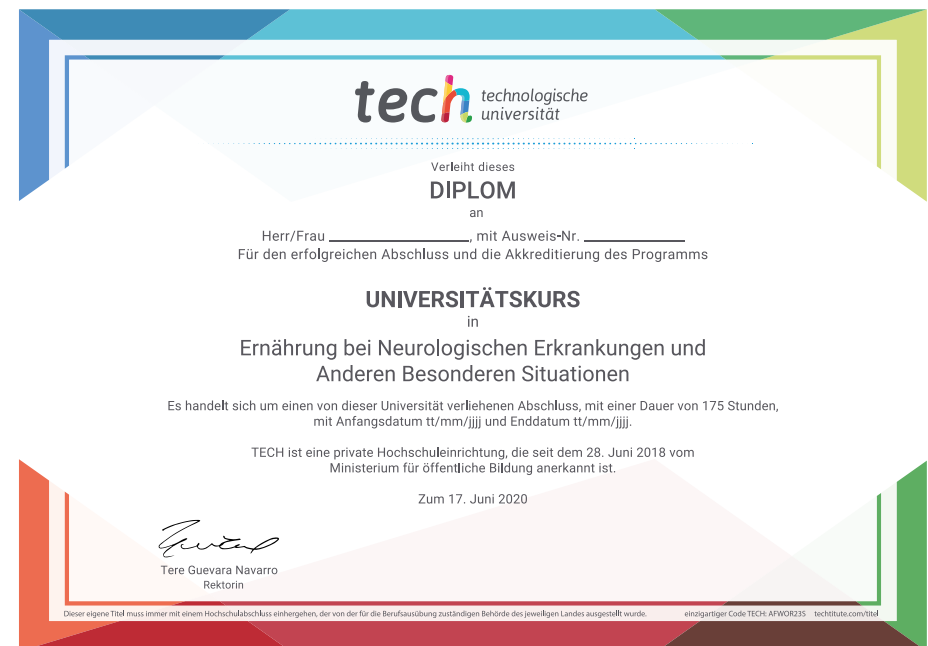 tech technologische
universität
Verleiht dieses
DIPLOM
an
Herr/Frau ____________________, mit Ausweis-Nr. ______________
Für den erfolgreichen Abschluss und die Akkreditierung des Programms
UNIVERSITÄTSKURS
in
Ernährung bei Neurologischen Erkrankungen und
Anderen Besonderen Situationen
Es handelt sich um einen von dieser Universität verliehenen Abschluss, mit einer Dauer von 175 Stunden,
mit Anfangsdatum tt/mm/jjjj und Enddatum tt/mm/jjjj.
TECH ist eine private Hochschuleinrichtung, die seit dem 28. Juni 2018 vom
Ministerium für öffentliche Bildung anerkannt ist.
Zum 17. Juni 2020
Tere Guevara Navarro
Rektorin
Dieser eigene Titel muss immer mit einem Hochschulabschluss einhergehen, der von der für die Berufsausübung zuständigen Behörde des jeweiligen Landes ausgestellt wurde. einzigartiger Code TECH: AFWOR23S techtitute.com/titel